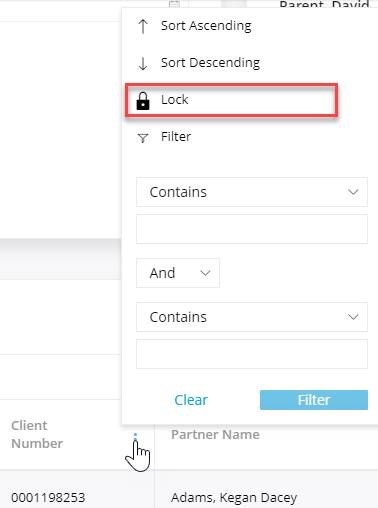 Parent, David
Sort Ascending
Sort Descending
Lock
Filter
Contains
And
Contains
Clear
Filter
Client
Number
Partner Name
0001198253
Adams, Kegan Dacey